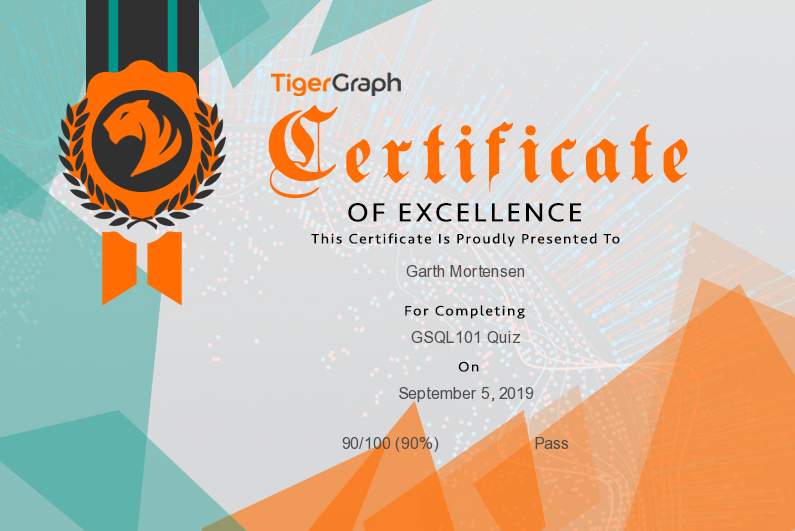 TigerGraph
Certificate
OF EXCELLENCE
This Certificate Is Proudly Presented To
Garth Mortensen
For Completing
GSQL101 Quiz
On
September 5, 2019
90/100 (90%) Pass